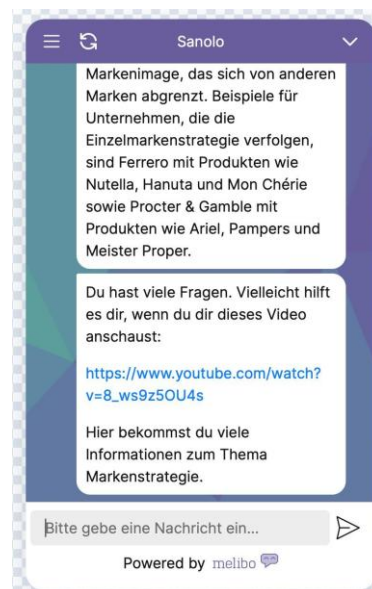 Sanolo
Markenimage, das sich von anderen
Marken abgrenzt. Beispiele für
Unternehmen, die die
Einzelmarkenstrategie verfolgen,
sind Ferrero mit Produkten wie
Nutella, Hanuta und Mon Chérie
sowie Procter & Gamble mit
Produkten wie Ariel, Pampers und
Meister Proper.
Du hast viele Fragen. Vielleicht hilft
es dir, wenn du dir dieses Video
anschaust:
https://www.youtube.com/watch?
v=8_ws9z5OU4s
Hier bekommst du viele
Informationen zum Thema
Markenstrategie.
Bitte gebe eine Nachricht ein...
Powered by melibo